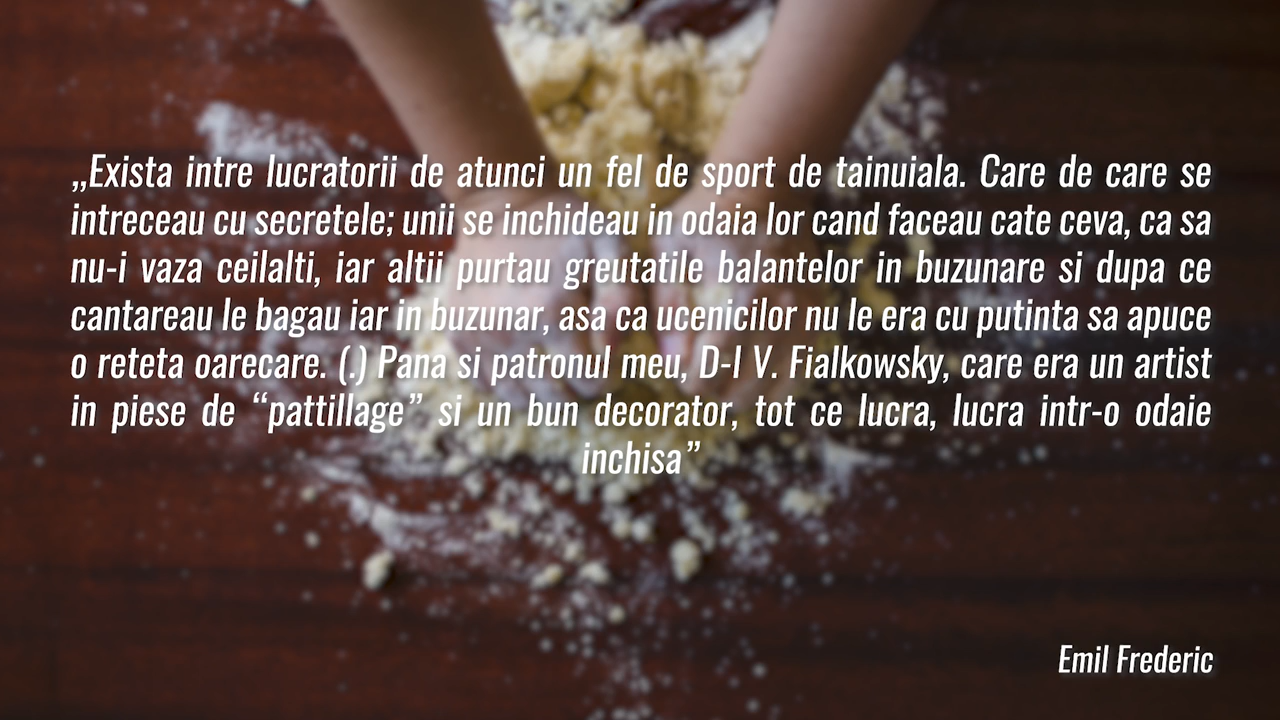 „Exista intre lucratorii de atunci un fel de sport de tainuiala. Care de care se
intreceau cu secretele; unii se inchideau in odaia lor cand faceau cate ceva, ca sa
nu-i vaza ceilalti, iar altii purtau greutatile balantelor in buzunare si dupa ce
cantareau le bagau iar in buzunar, asa ca ucenicilor nu le era cu putinta sa apuce
o reteta oarecare. (.) Pana si patronul meu, D-l V. Fialkowsky, care era un artist
in piese de “pattillage” si un bun decorator, tot ce lucra, lucra intr-o odaie
inchisa”
Emil Frederic